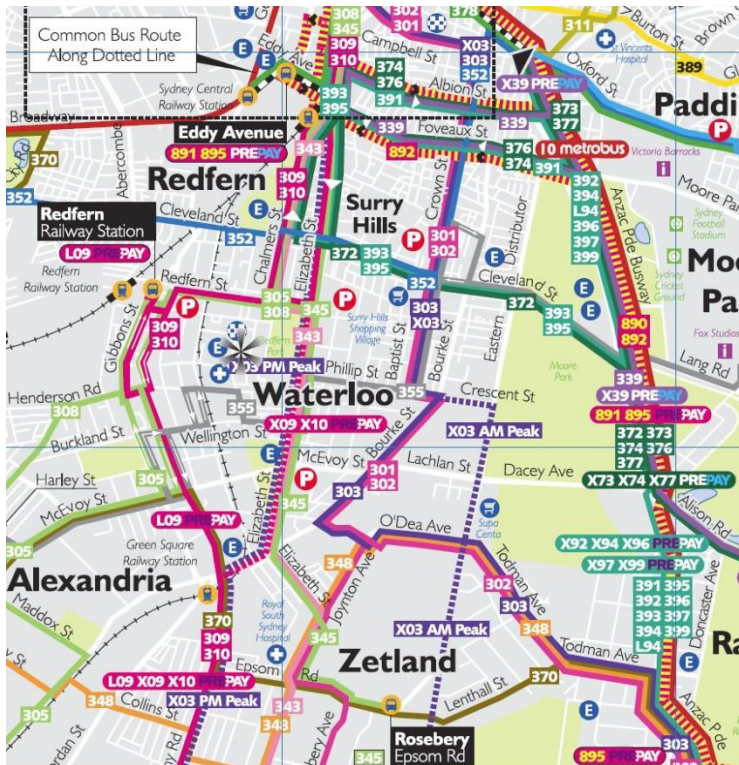 308
345
302
301
378
311
Burton St
Common Bus Route
Along Dotted Line
Eddy Ave
309
310
Campbell St
X03
303
352
St Vincents
Hospital
389
374
376
391
Albion St
Oxford St
X39 PREPAY
Sydney Central
Railway Station
393
395
373
377
Paddi
Broadway
Eddy Avenue
891 895 PREPAY
343
339
Foveaux St
339
892
376
374
391
10 metrobus
Victoria Barracks
370
Abercrombie
Redfern
309
310
Surry
Hills
Crown St
392
394
L94
396
397
399
Moore Pa
352
Redfern
Railway Station
L09 PREPAY
Cleveland St
352
Chalmers St
Elizabeth St
301
302
Distributor
Anzac Pde Busway
Sydney
Football
Stadium
372
393
395
352
Cleveland St
372
Sydney
Cricket
Ground
Moo
Pa
Redfern
Railway Station
Redfern St
305
308
345
343
Surry Hills
Shopping
Village
303
X03
393
395
Gibbons St
309
310
Redfern
Park
Baptist St
Bourke St
Eastern
Moore
Park
890
892
Fox Studios
Lang Rd
X03 PM Peak
Phillip St
355
339
X39 PREPAY
891 895 PREPAY
Henderson Rd
308
Waterloo
Crescent St
355
X09 X10 PREPAY
X03 AM Peak
Buckland St
Wellington St
McEvoy St
Bourke St
301
302
Lachlan St
Dacey Ave
372 373
374 376
377
X73 X74 X77 PREPAY
Harley St
McEvoy St
305
345
303
Alison Rd
L09 PREPAY
Elizabeth St
O'Dea Ave
Supa
Centa
X92 X94 X96 PREPAY
X97 X99 PREPAY
305
Green Square
Railway Station
348
Alexandria
Elizabeth St
Joynton Ave
Todman Ave
302
303
348
391 395
392 396
393 397
394 399
L94
Doncaster Ave
Maddox St
370
309
310
Royal
South
Sydney
Hospital
345
X03 AM Peak
Todman Ave
Ra
Zetland
L09 X09 X10 PREPAY
X03 PM Peak
Epsom
Rd
Lenthall St
370
348
Collins St
305
343
348
Anzac Pde
303
Rosebery
Epsom Rd
345
895 PREPAY